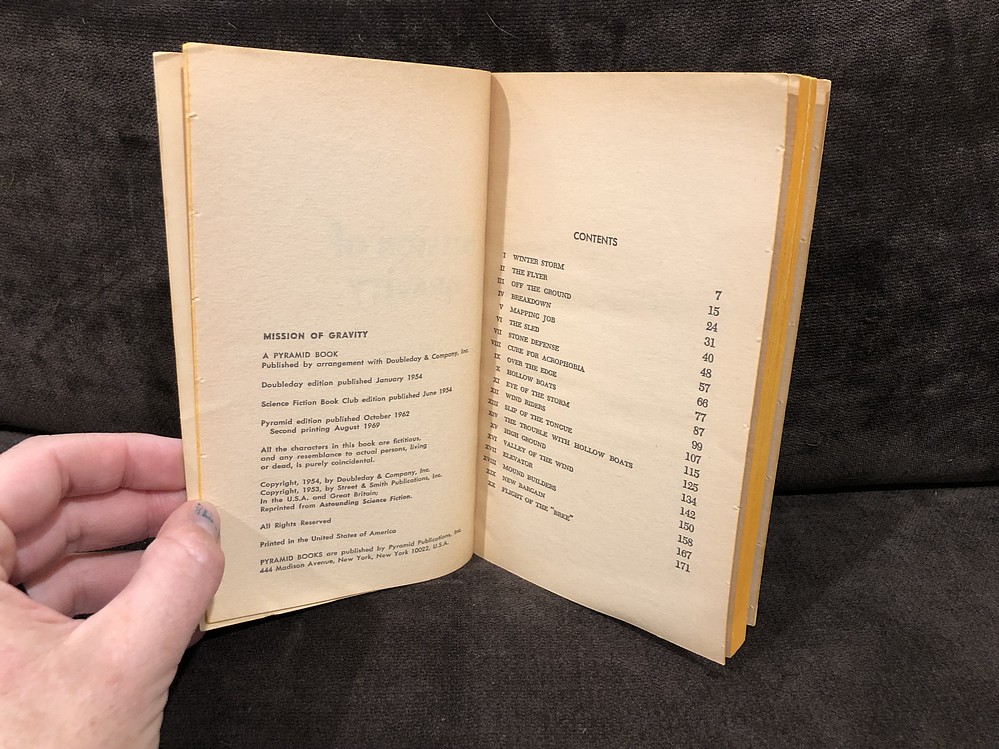 MISSION OF GRAVITY
A PYRAMID BOOK
Published by arrangement with Doubleday & Company, Inc.
Doubleday edition published January 1954
Science Fiction Book Club edition published June 1954
Pyramid edition published October 1962
Second printing August 1969
All the characters in this book are fictitious,
and any resemblance to actual persons, living
or dead, is purely coincidental.
Copyright, 1954, by Doubleday & Company, Inc.
Copyright, 1953, by Street & Smith Publications, Inc.
In the U.S.A. and Great Britain;
Reprinted from Astounding Science Fiction.
All Rights Reserved
Printed in the United States of America
PYRAMID BOOKS are published by Pyramid Publications, Inc.
444 Madison Avenue, New York, New York 10022, U.S.A.
CONTENTS
I WINTER STORM 7
II THE FLYER 15
III OFF THE GROUND 24
IV BREAKDOWN 31
V MAPPING JOB 40
VI THE SLED 48
VII STONE DEFENSE 57
VIII CURE FOR ACROPHOBIA 66
IX OVER THE EDGE 77
X HOLLOW BOATS 87
XI EYE OF THE STORM 99
XII WIND RIDERS 107
XIII SLIP OF THE TONGUE 115
XIV THE TROUBLE WITH HOLLOW BOATS 125
XV HIGH GROUND 134
XVI VALLEY OF THE WIND 142
XVII ELEVATOR 150
XVIII MOUND BUILDERS 158
XIX NEW BARGAIN 167
XX FLIGHT OF THE "BREE" 171